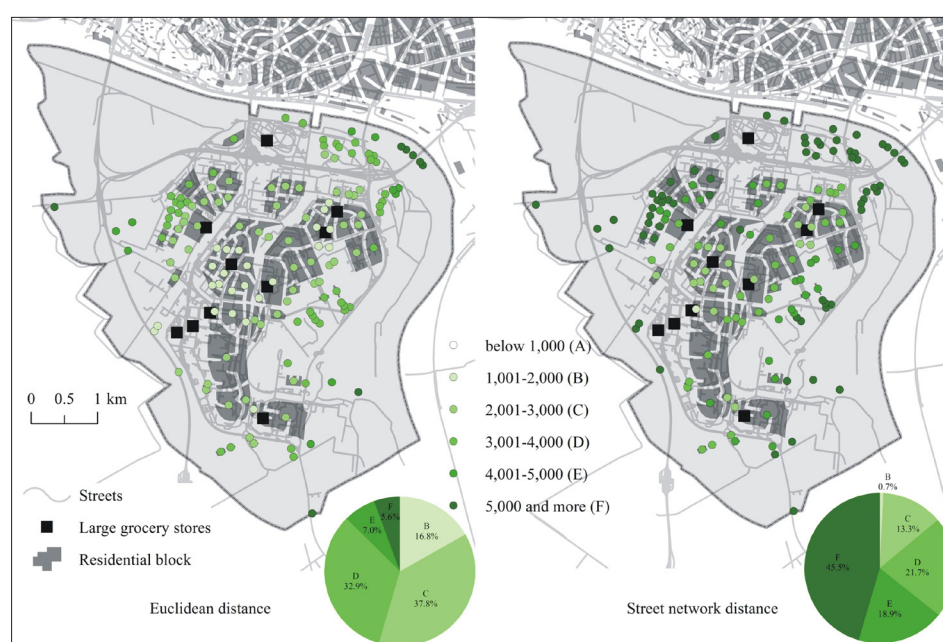 below 1,000 (A)
1,001-2,000 (B)
2,001-3,000 (C)
3,001-4,000 (D)
4,001-5,000 (E)
5,000 and more (F)
0 0.5 1 km
Streets
Large grocery stores
Residential block
F
5.6%
E
7.0%
B
16.8%
D
32.9%
C
37.8%
Euclidean distance
B
0.7%
C
13.3%
D
21.7%
F
45.5%
E
18.9%
Street network distance